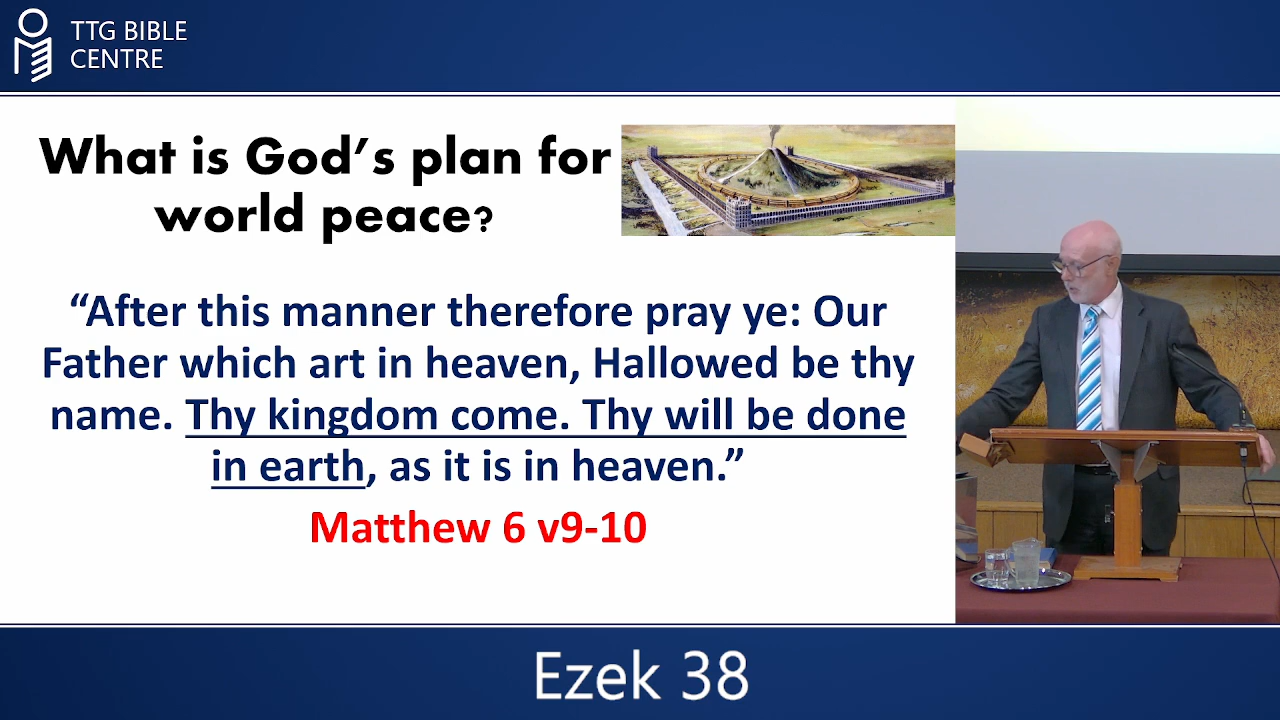 TTG BIBLE
CENTRE
What is God’s plan for
world peace?
“After this manner therefore pray ye: Our
Father which art in heaven, Hallowed be thy
name. Thy kingdom come. Thy will be done
in earth, as it is in heaven.”
Matthew 6 v9-10
Ezek 38